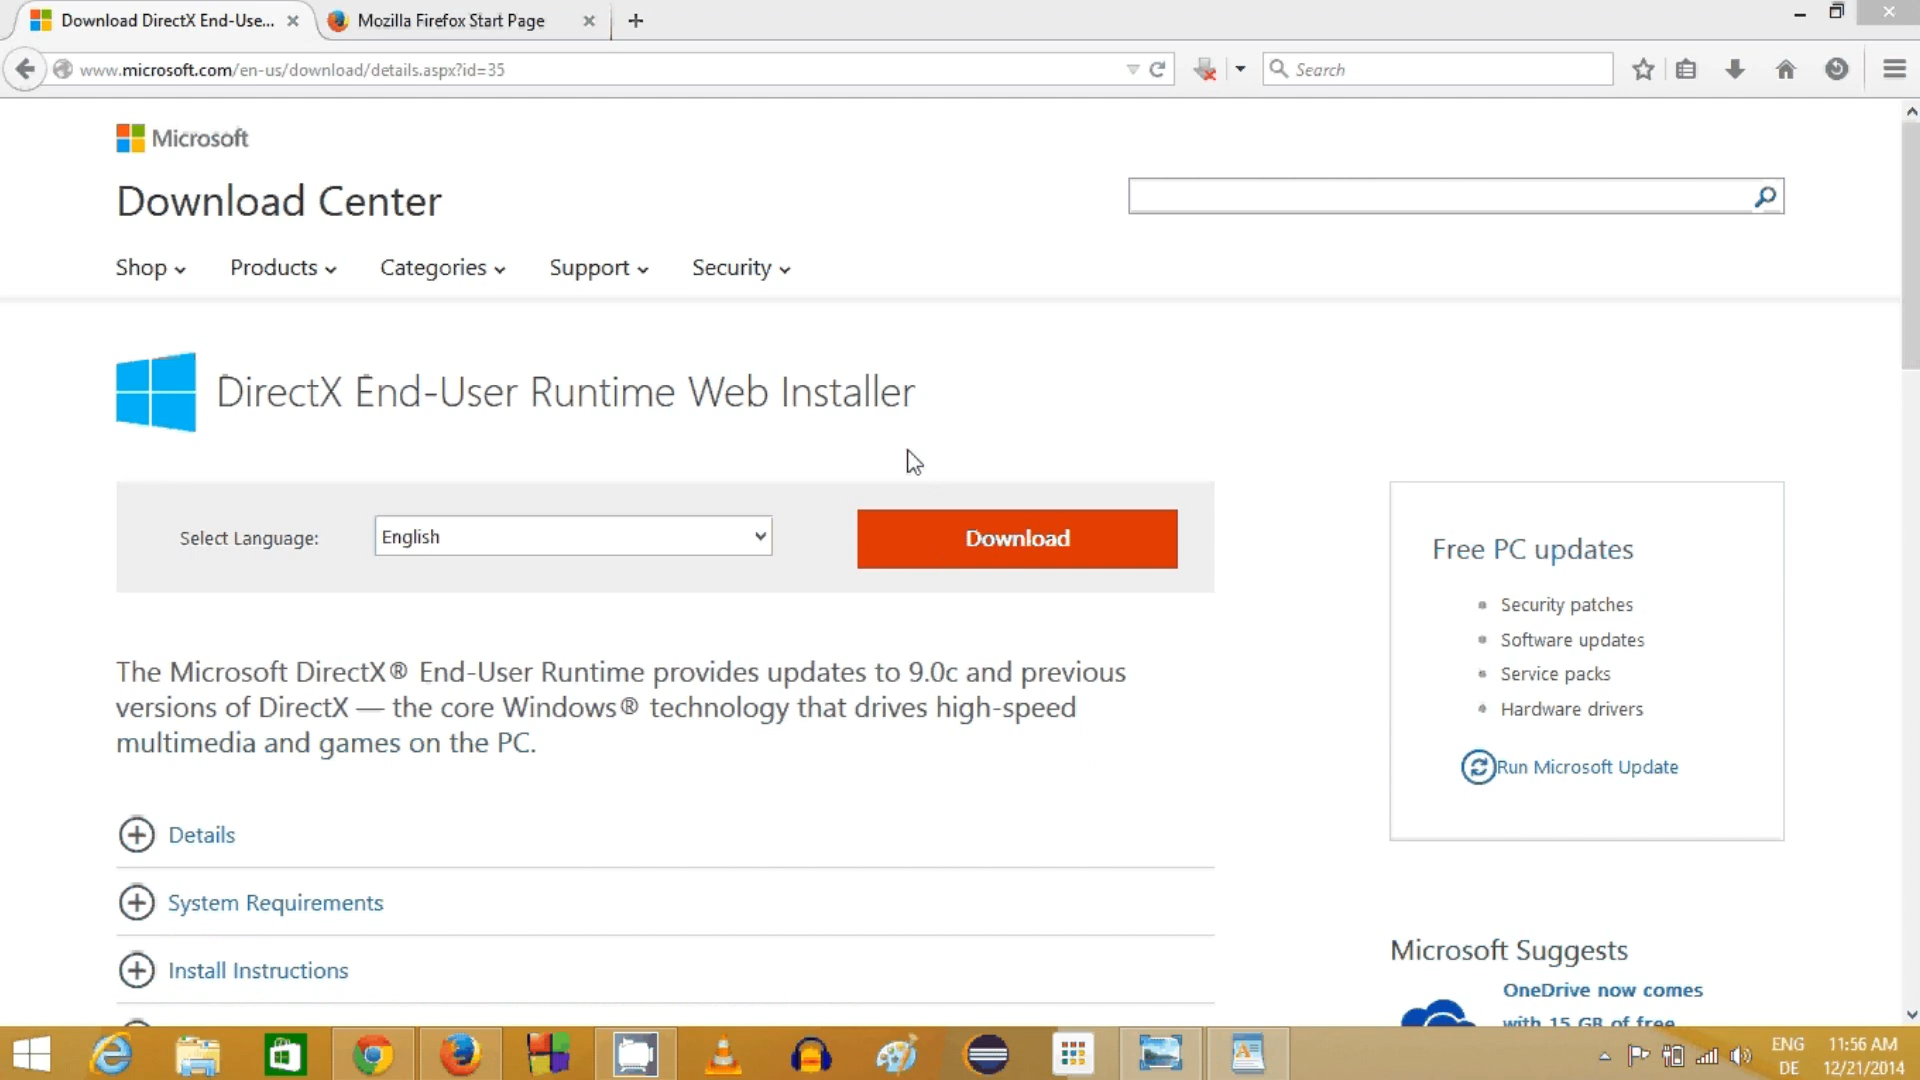 Download DirectX End-Use...
Mozilla Firefox Start Page
www.microsoft.com/en-us/download/details.aspx?id=35
Search
Microsoft
Download Center
Shop
Products
Categories
Support
Security
DirectX End-User Runtime Web Installer
Select Language:
English
Download
The Microsoft DirectX® End-User Runtime provides updates to 9.0c and previous
versions of DirectX — the core Windows® technology that drives high-speed
multimedia and games on the PC.
Details
System Requirements
Install Instructions
Free PC updates
Security patches
Software updates
Service packs
Hardware drivers
Run Microsoft Update
Microsoft Suggests
OneDrive now comes
with 15 GB of free
ENG
DE
11:56 AM
12/21/2014